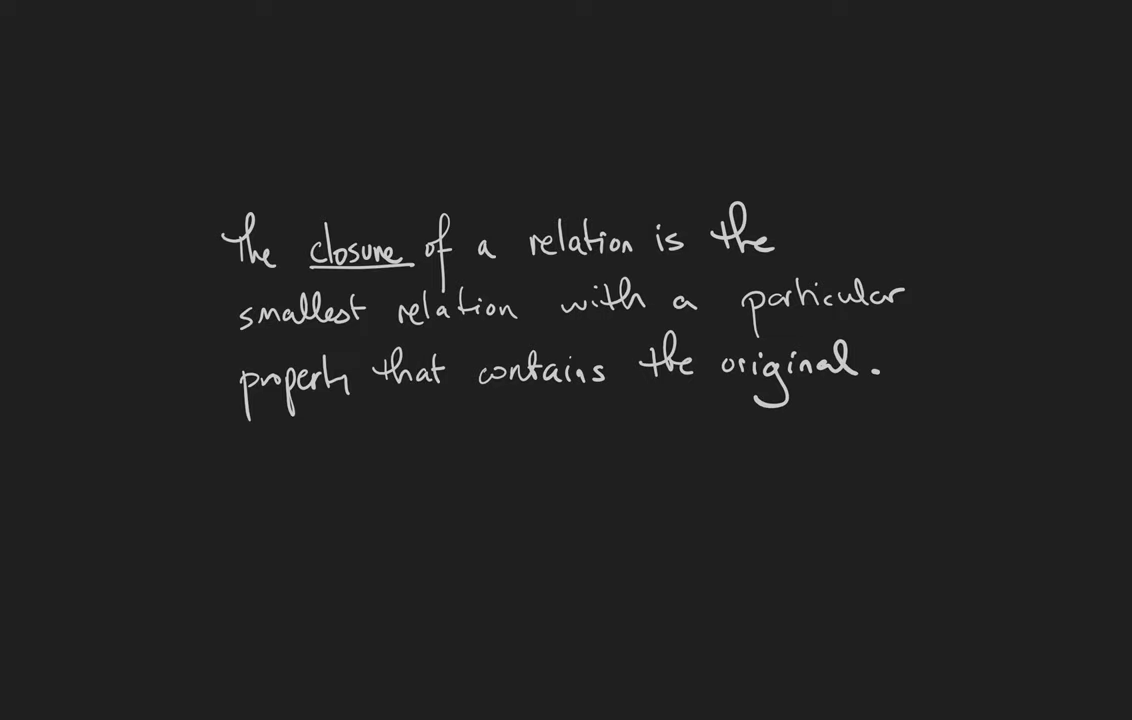 The closure of a relation is the
smallest relation with a particular
property that contains the original.